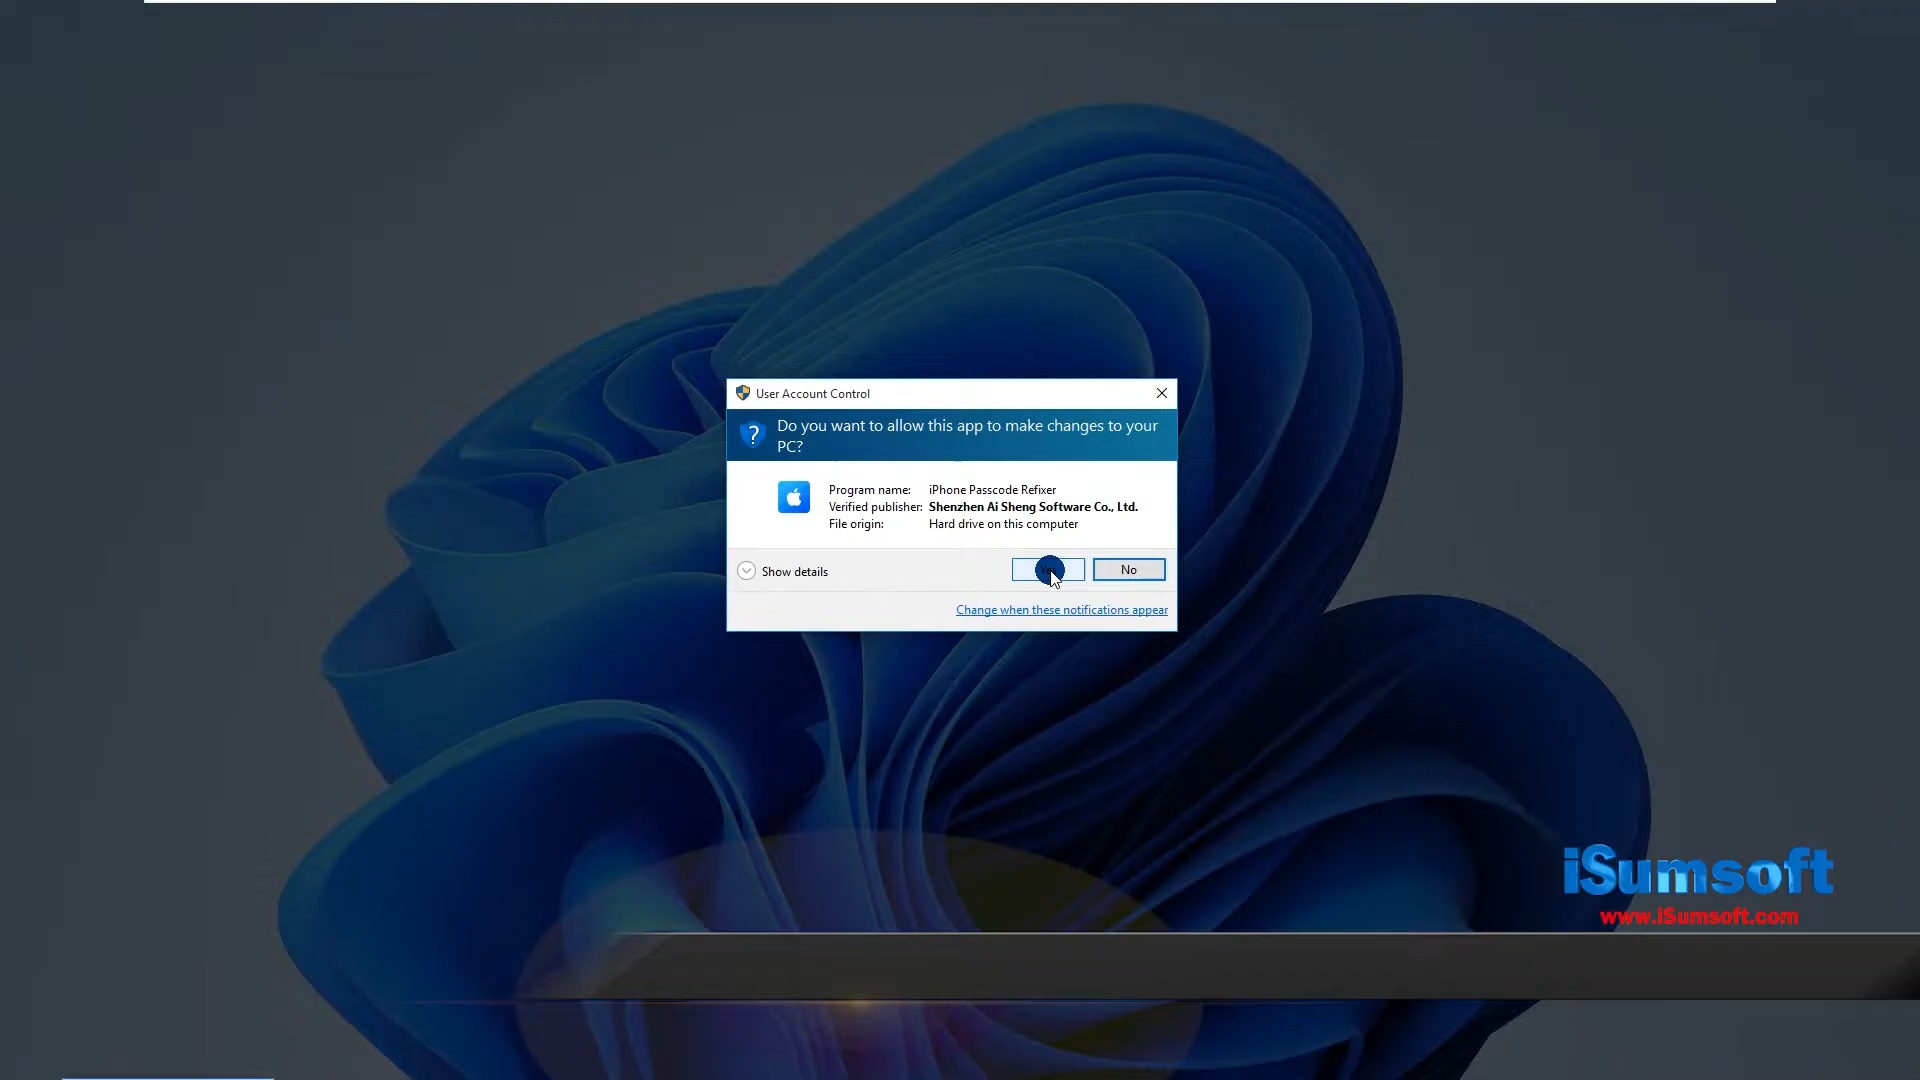 User Account Control
Do you want to allow this app to make changes to your
PC?
Program name: iPhone Passcode Refixer
Verified publisher: Shenzhen Ai Sheng Software Co., Ltd.
File origin: Hard drive on this computer
Show details
No
Change when these notifications appear
iSumsoft
www.iSumsoft.com